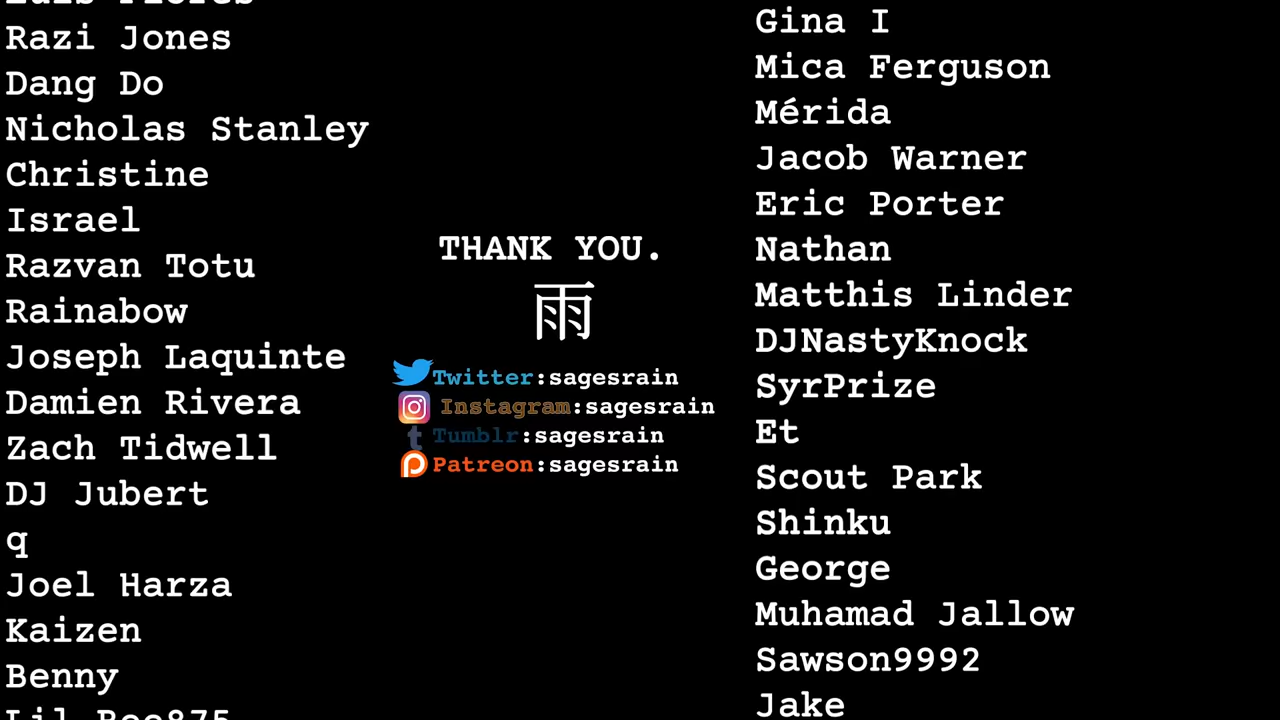 Razi Jones
Dang Do
Nicholas Stanley
Christine
Israel
Razvan Totu
Rainabow
Joseph Laquinte
Damien Rivera
Zach Tidwell
DJ Jubert
q
Joel Harza
Kaizen
Benny
THANK YOU.
雨
Twitter:sagesrain
Instagram:sagesrain
Tumblr:sagesrain
Patreon:sagesrain
Gina I
Mica Ferguson
Mérida
Jacob Warner
Eric Porter
Nathan
Matthis Linder
DJNastyKnock
SyrPrize
Et
Scout Park
Shinku
George
Muhamad Jallow
Sawson9992
Jake